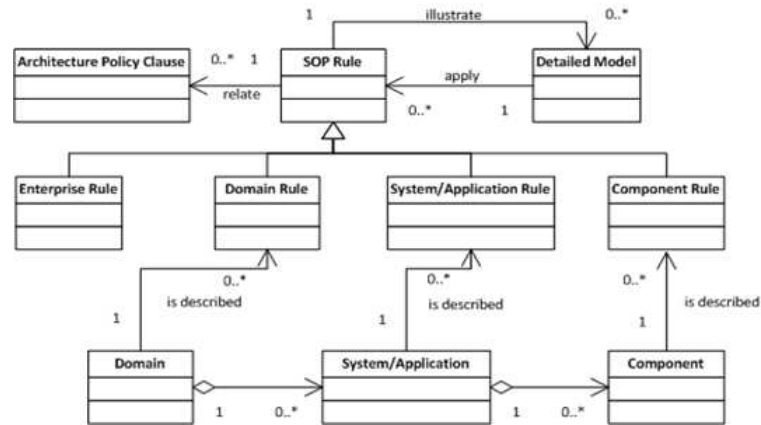 1 illustrate 0..*
Architecture Policy Clause 0..* 1 SOP Rule apply Detailed Model
relate 0..* 1
Enterprise Rule Domain Rule System/Application Rule Component Rule
0..* 0..* 0..*
is described is described is described
1 1 1
Domain System/Application Component
1 0..* 1 0..*